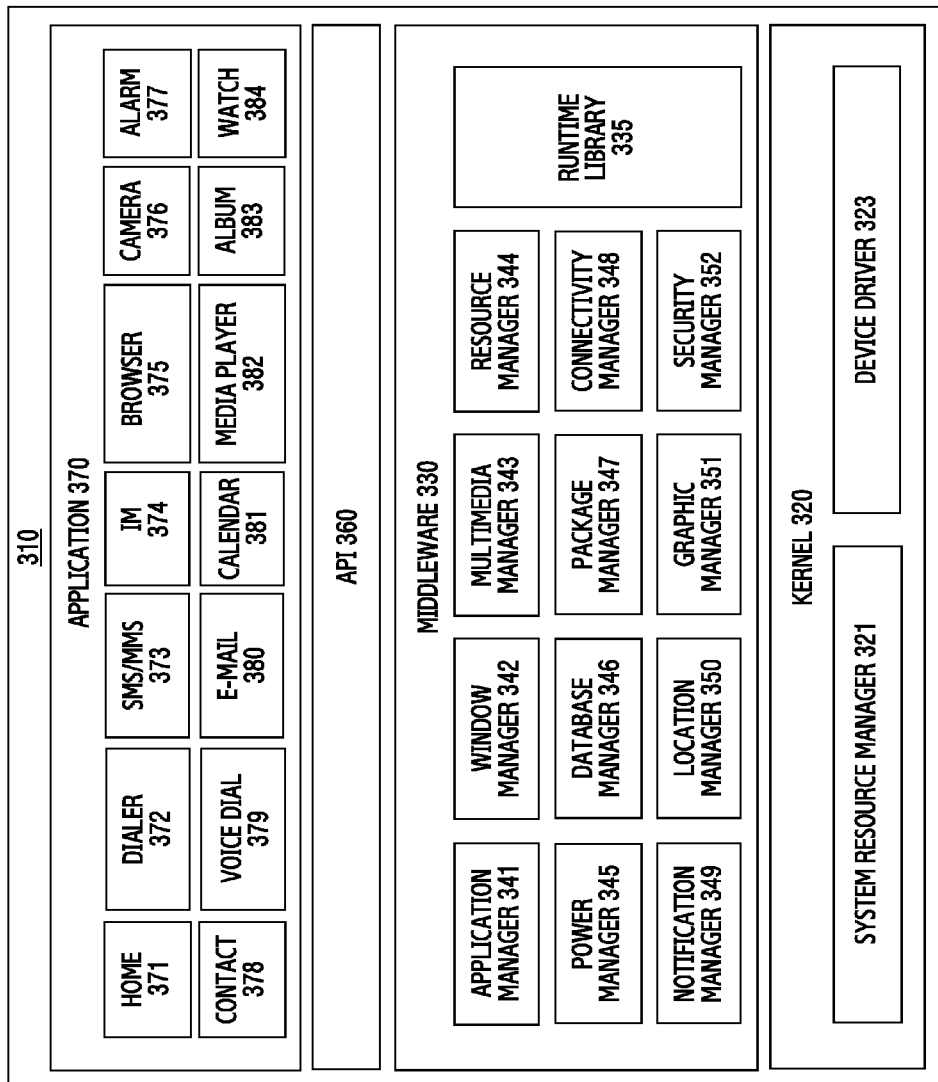 310
APPLICATION 370
HOME
371
DIALER
372
SMS/MMS
373
IM
374
BROWSER
375
CAMERA
376
ALARM
377
CONTACT
378
VOICE DIAL
379
E-MAIL
380
CALENDAR
381
MEDIA PLAYER
382
ALBUM
383
WATCH
384
API 360
MIDDLEWARE 330
APPLICATION
MANAGER 341
WINDOW
MANAGER 342
MULTIMEDIA
MANAGER 343
RESOURCE
MANAGER 344
RUNTIME
LIBRARY
335
POWER
MANAGER 345
DATABASE
MANAGER 346
PACKAGE
MANAGER 347
CONNECTIVITY
MANAGER 348
NOTIFICATION
MANAGER 349
LOCATION
MANAGER 350
GRAPHIC
MANAGER 351
SECURITY
MANAGER 352
KERNEL 320
SYSTEM RESOURCE MANAGER 321
DEVICE DRIVER 323